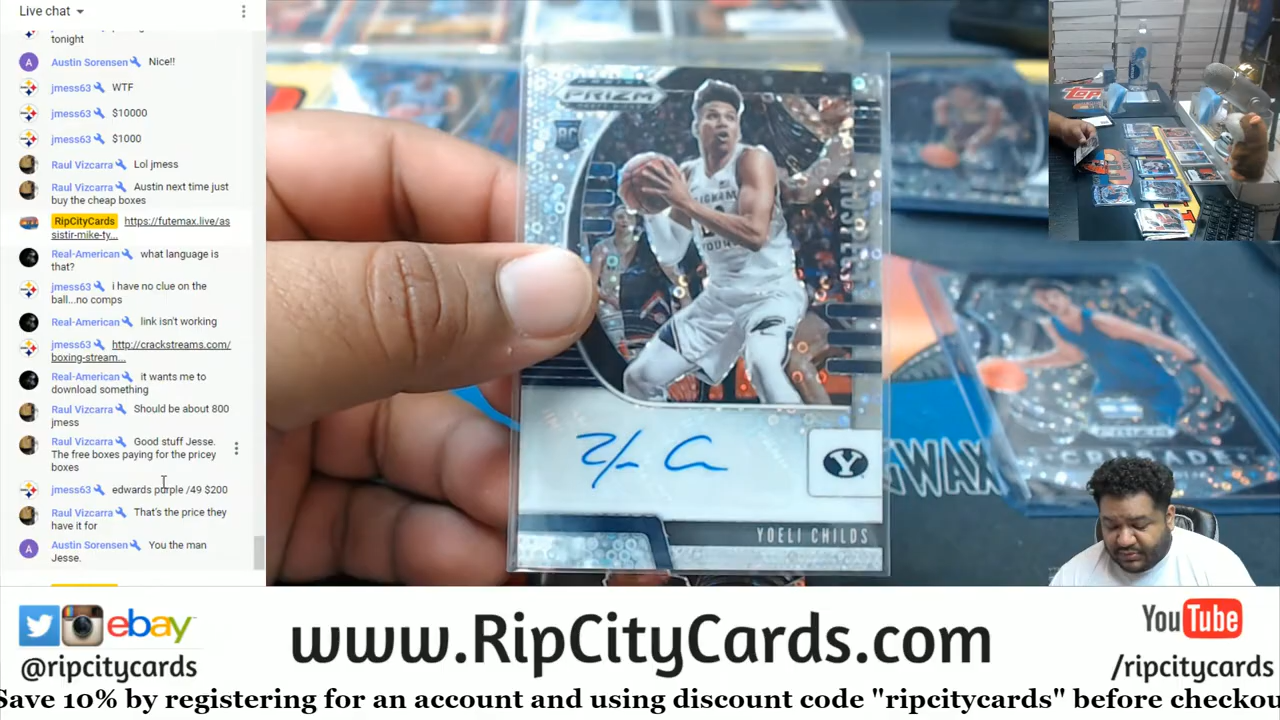 Live chat
tonight
Austin Sorensen Nice!!
jmess63 WTF
jmess63 $10000
jmess63 $1000
Raul Vizcarra Lol jmess
Raul Vizcarra Austin next time just
buy the cheap boxes
RipCityCards https://futemax.live/as
sistir-mike-ty...
Real-American what language is
that?
jmess63 i have no clue on the
ball...no comps
Real-American link isn't working
jmess63 http://crackstreams.com/
boxing-stream...
Real-American it wants me to
download something
Raul Vizcarra Should be about 800
jmess
Raul Vizcarra Good stuff Jesse.
The free boxes paying for the pricey
boxes
jmess63 edwards purple /49 $200
Raul Vizcarra That's the price they
have it for
Austin Sorensen You the man
Jesse.
PRIZM
RC
BRIGHAM
YOUNG
Y
YOELI CHILDS
CRUSADE
WAX
Topps
ebay
@ripcitycards
www.RipCityCards.com
YouTube
/ripcitycards
Save 10% by registering for an account and using discount code "ripcitycards" before checkou